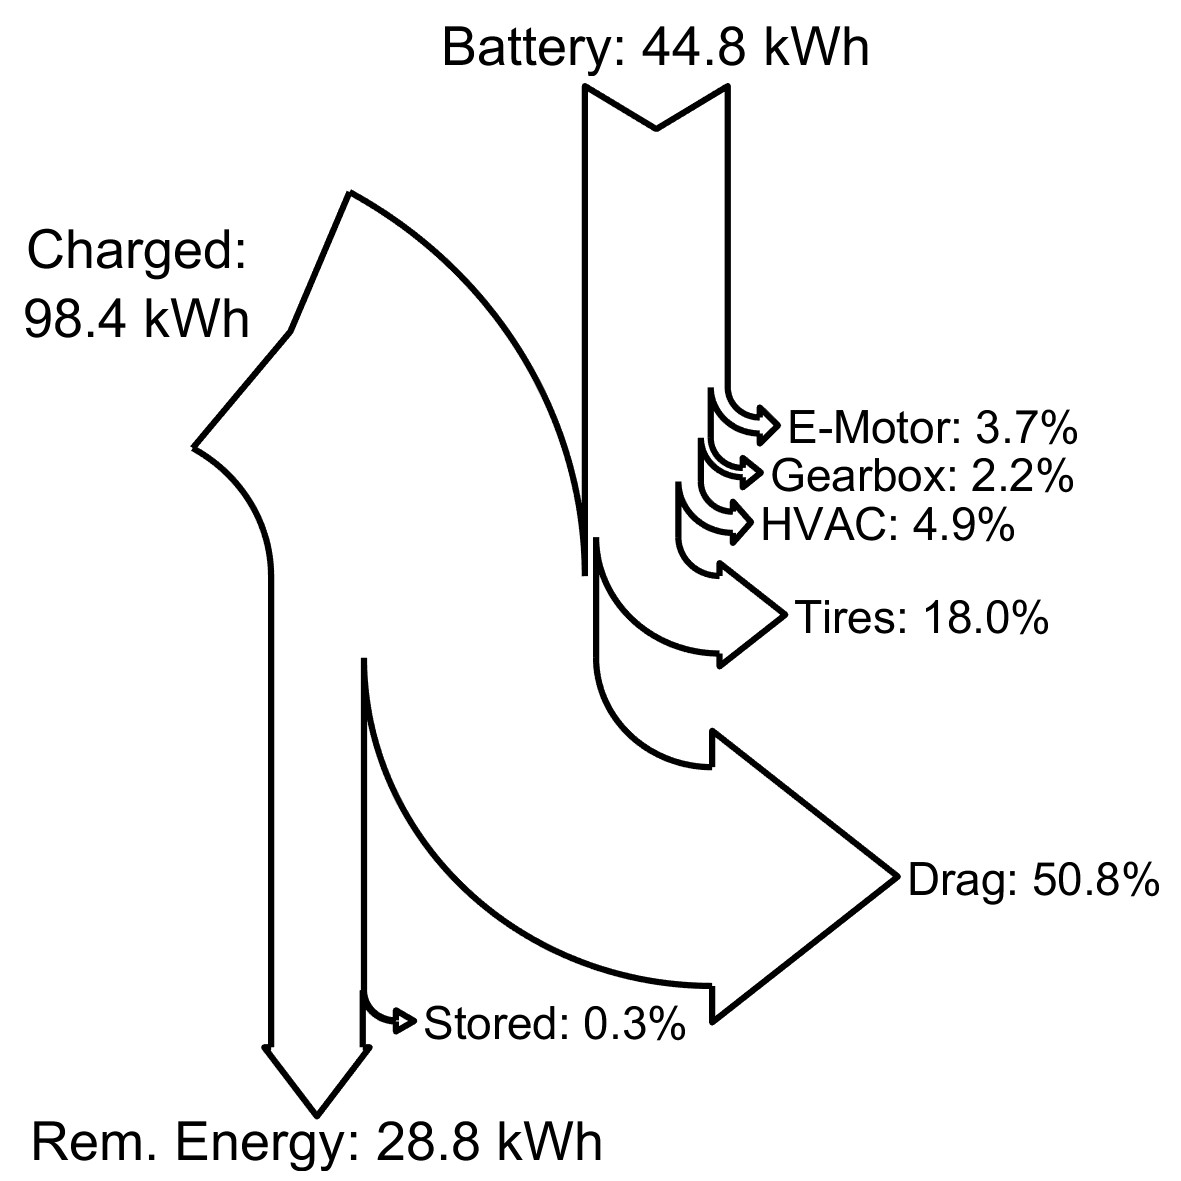 Battery: 44.8 kWh
Charged:
98.4 kWh
E-Motor: 3.7%
Gearbox: 2.2%
HVAC: 4.9%
Tires: 18.0%
Drag: 50.8%
Stored: 0.3%
Rem. Energy: 28.8 kWh